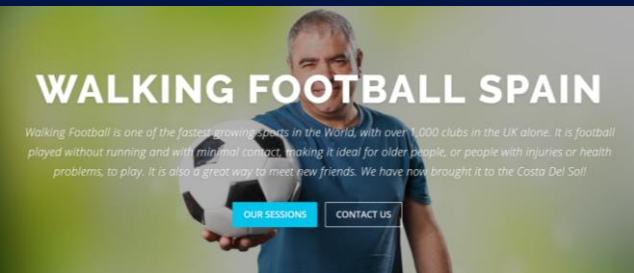 WALKING FOOTBALL SPAIN
Walking Football is one of the fastest growing sports in the World, with over 1,000 clubs in the UK alone. It is football
played without running and with minimal contact, making it ideal for older people, or people with injuries or health
problems, to play. It is also a great way to meet new friends. We have now brought it to the Costa Del Sol!
OUR SESSIONS CONTACT US